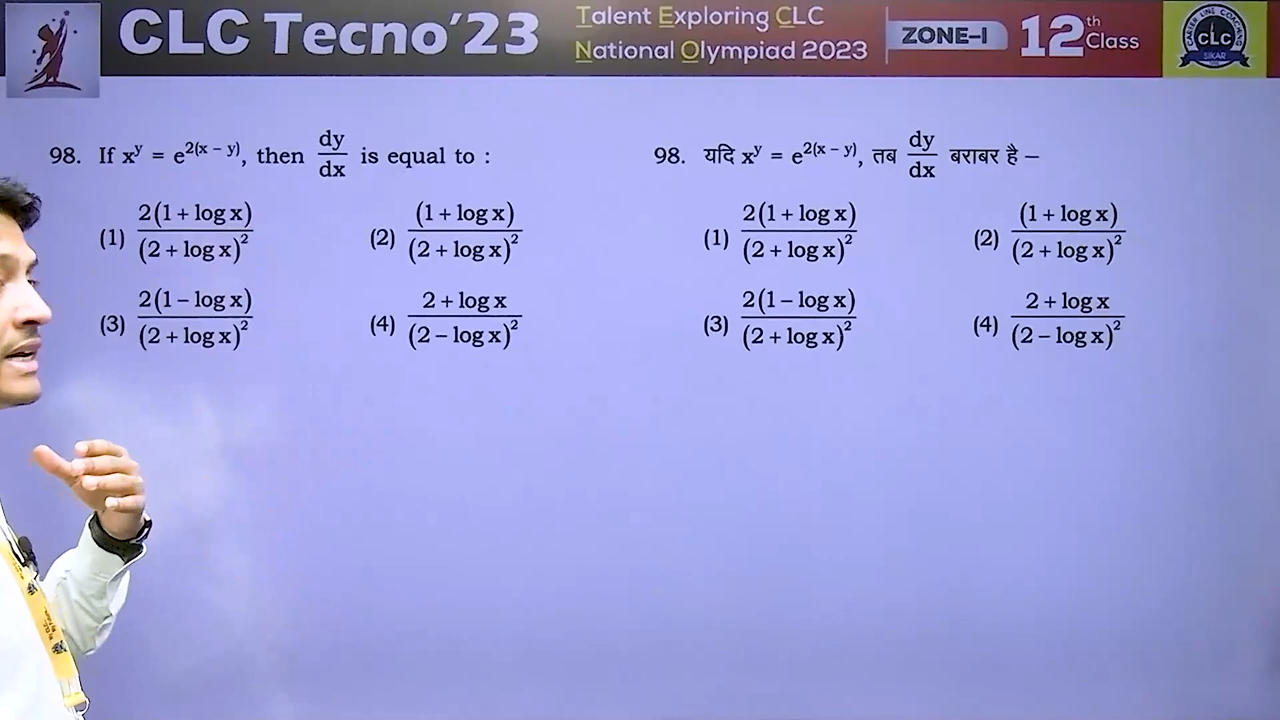 CLC Tecno'23
Talent Exploring CLC
National Olympiad 2023
ZONE–I
12th Class
CLC
SIKAR
98. If x^y = e^{2(x – y)}, then dy/dx is equal to :
(1) 2(1 + log x)/(2 + log x)^2 (2) (1 + log x)/(2 + log x)^2
(3) 2(1 – log x)/(2 + log x)^2 (4) 2 + log x/(2 – log x)^2
98. यदि x^y = e^{2(x – y)}, तब dy/dx बराबर है –
(1) 2(1 + log x)/(2 + log x)^2 (2) (1 + log x)/(2 + log x)^2
(3) 2(1 – log x)/(2 + log x)^2 (4) 2 + log x/(2 – log x)^2